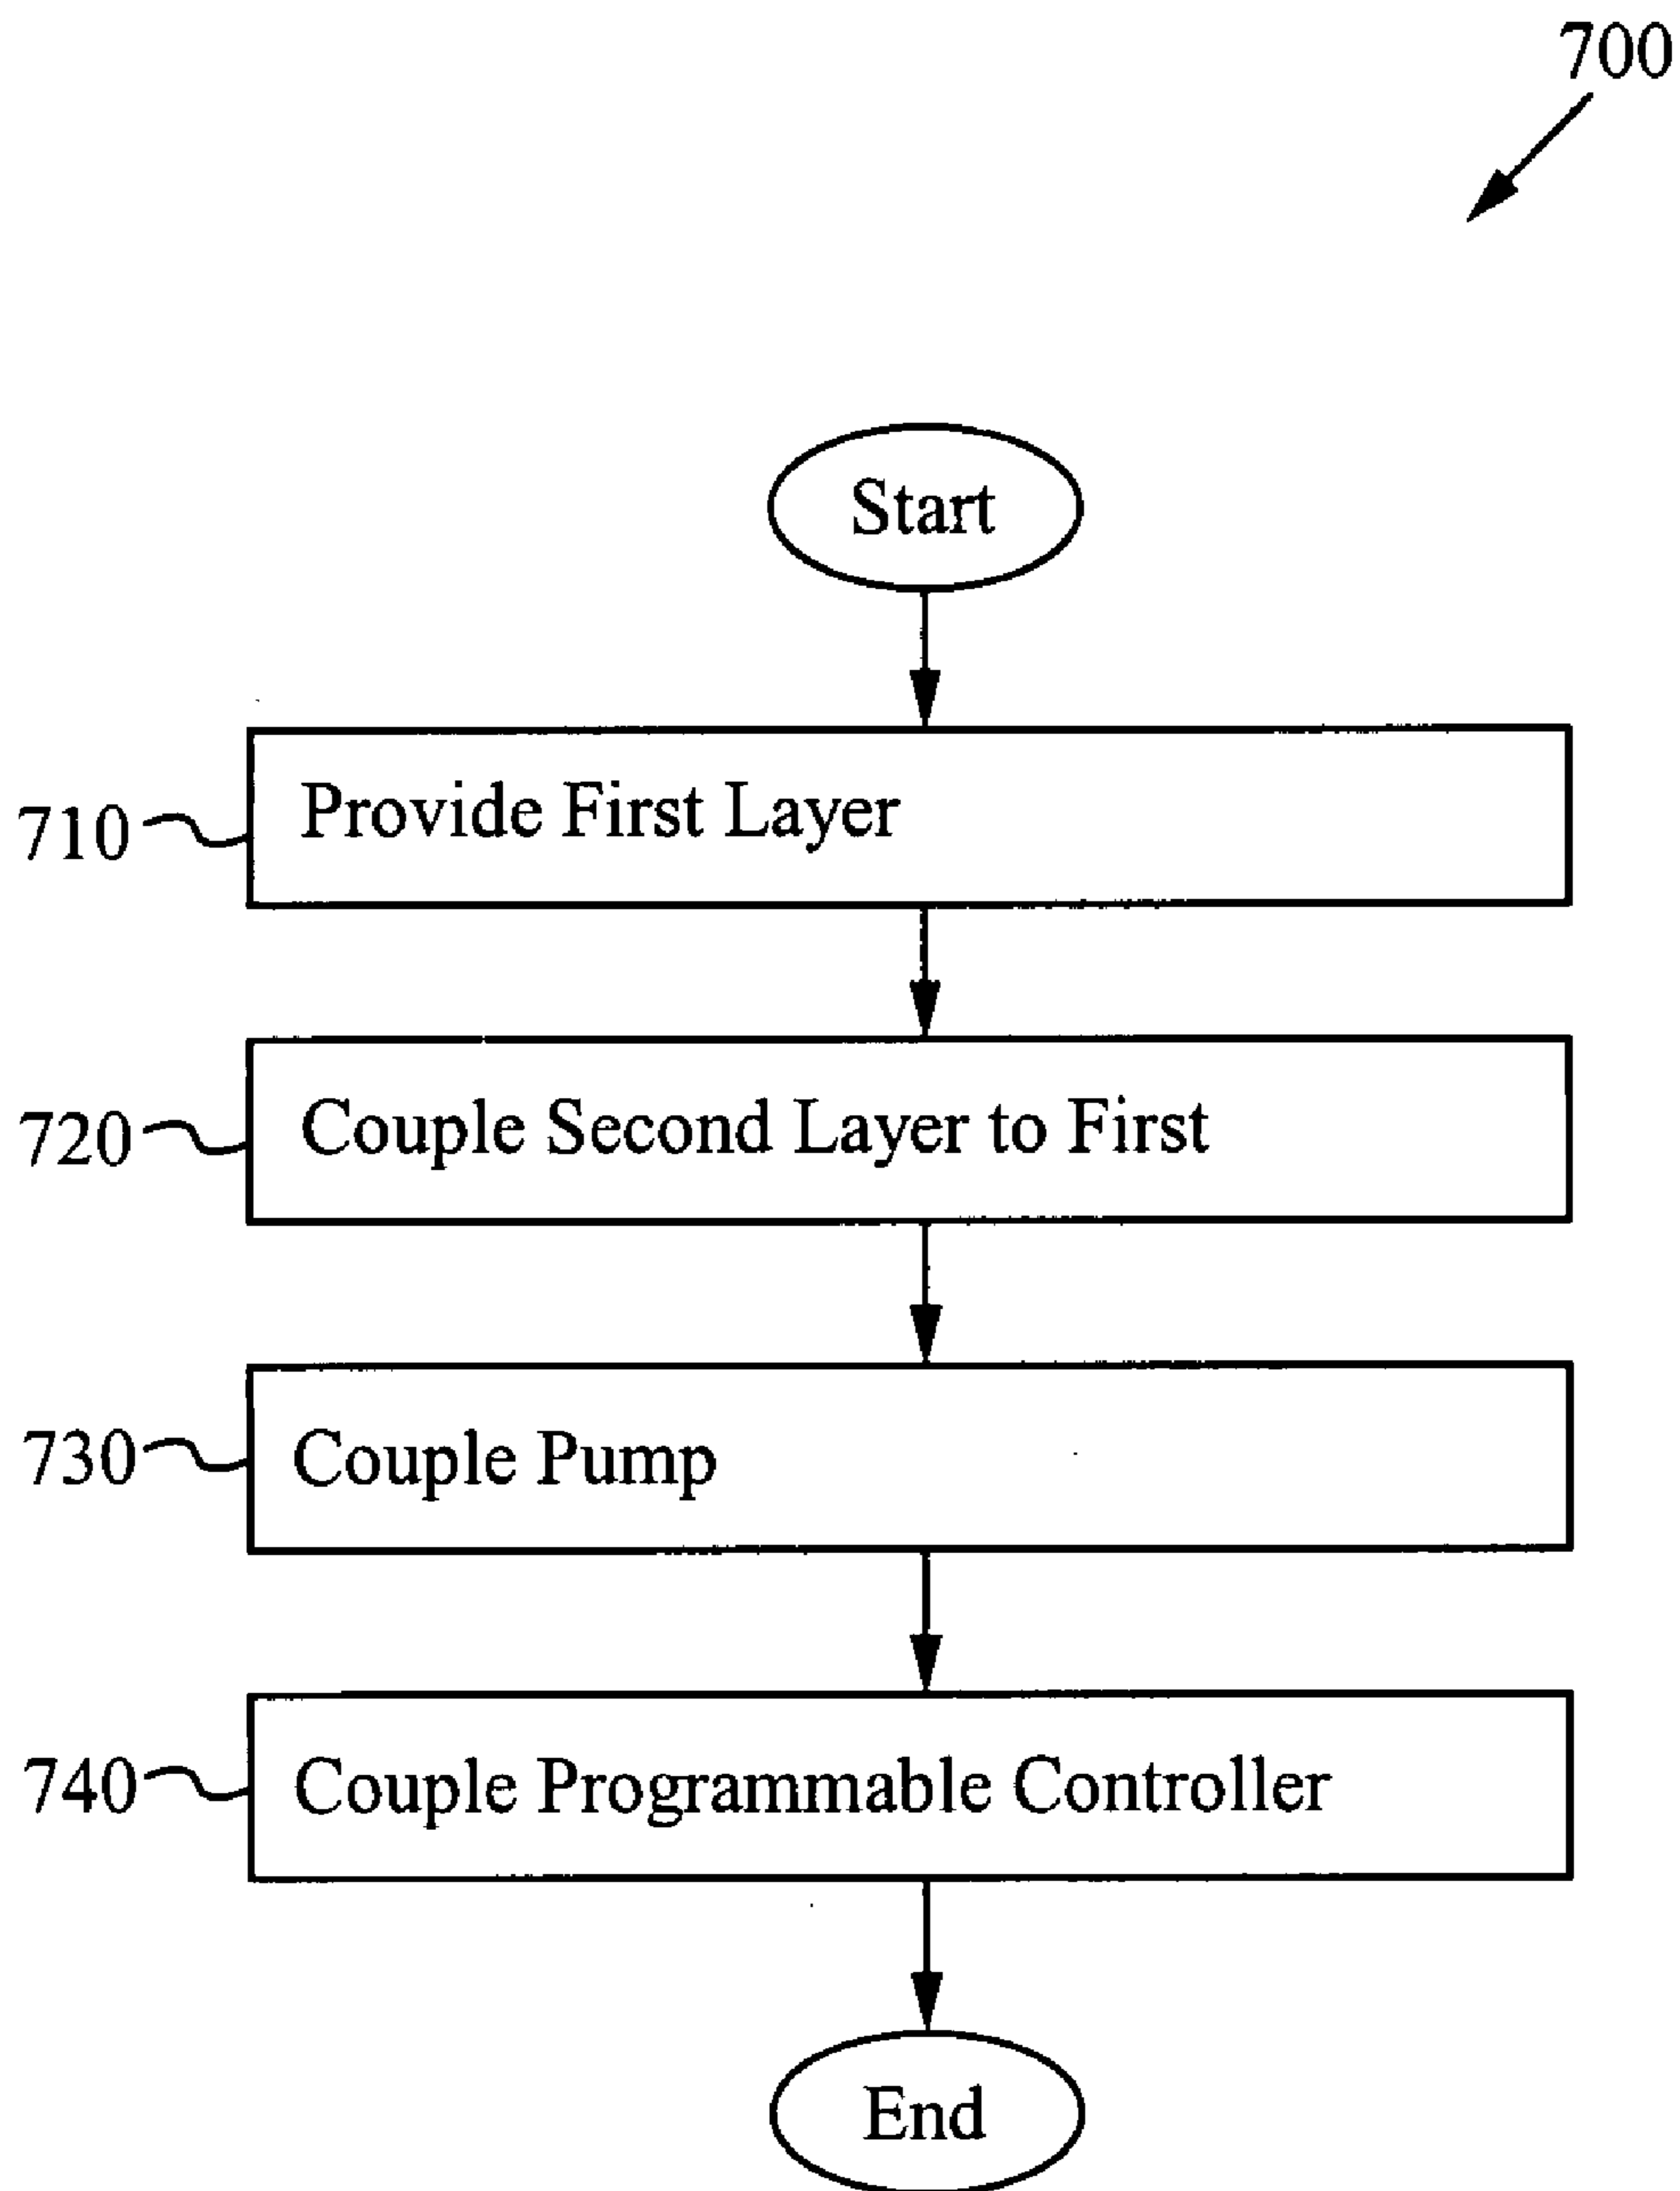 700
Start
710
Provide First Layer
720
Couple Second Layer to First
730
Couple Pump
740
Couple Programmable Controller
End